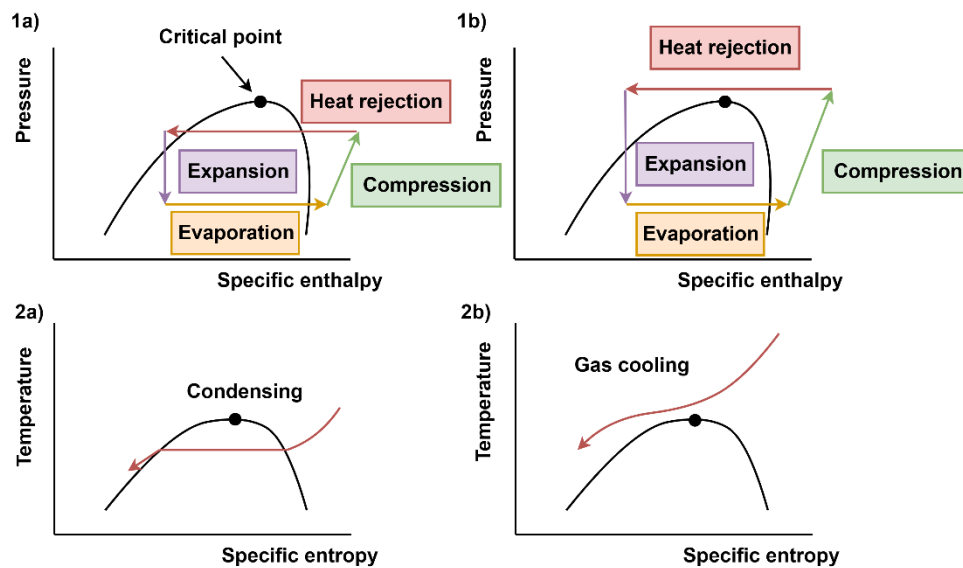 1a)
Critical point
Pressure
Heat rejection
Expansion
Compression
Evaporation
Specific enthalpy
1b)
Heat rejection
Pressure
Expansion
Compression
Evaporation
Specific enthalpy
2a)
Temperature
Condensing
Specific entropy
2b)
Temperature
Gas cooling
Specific entropy